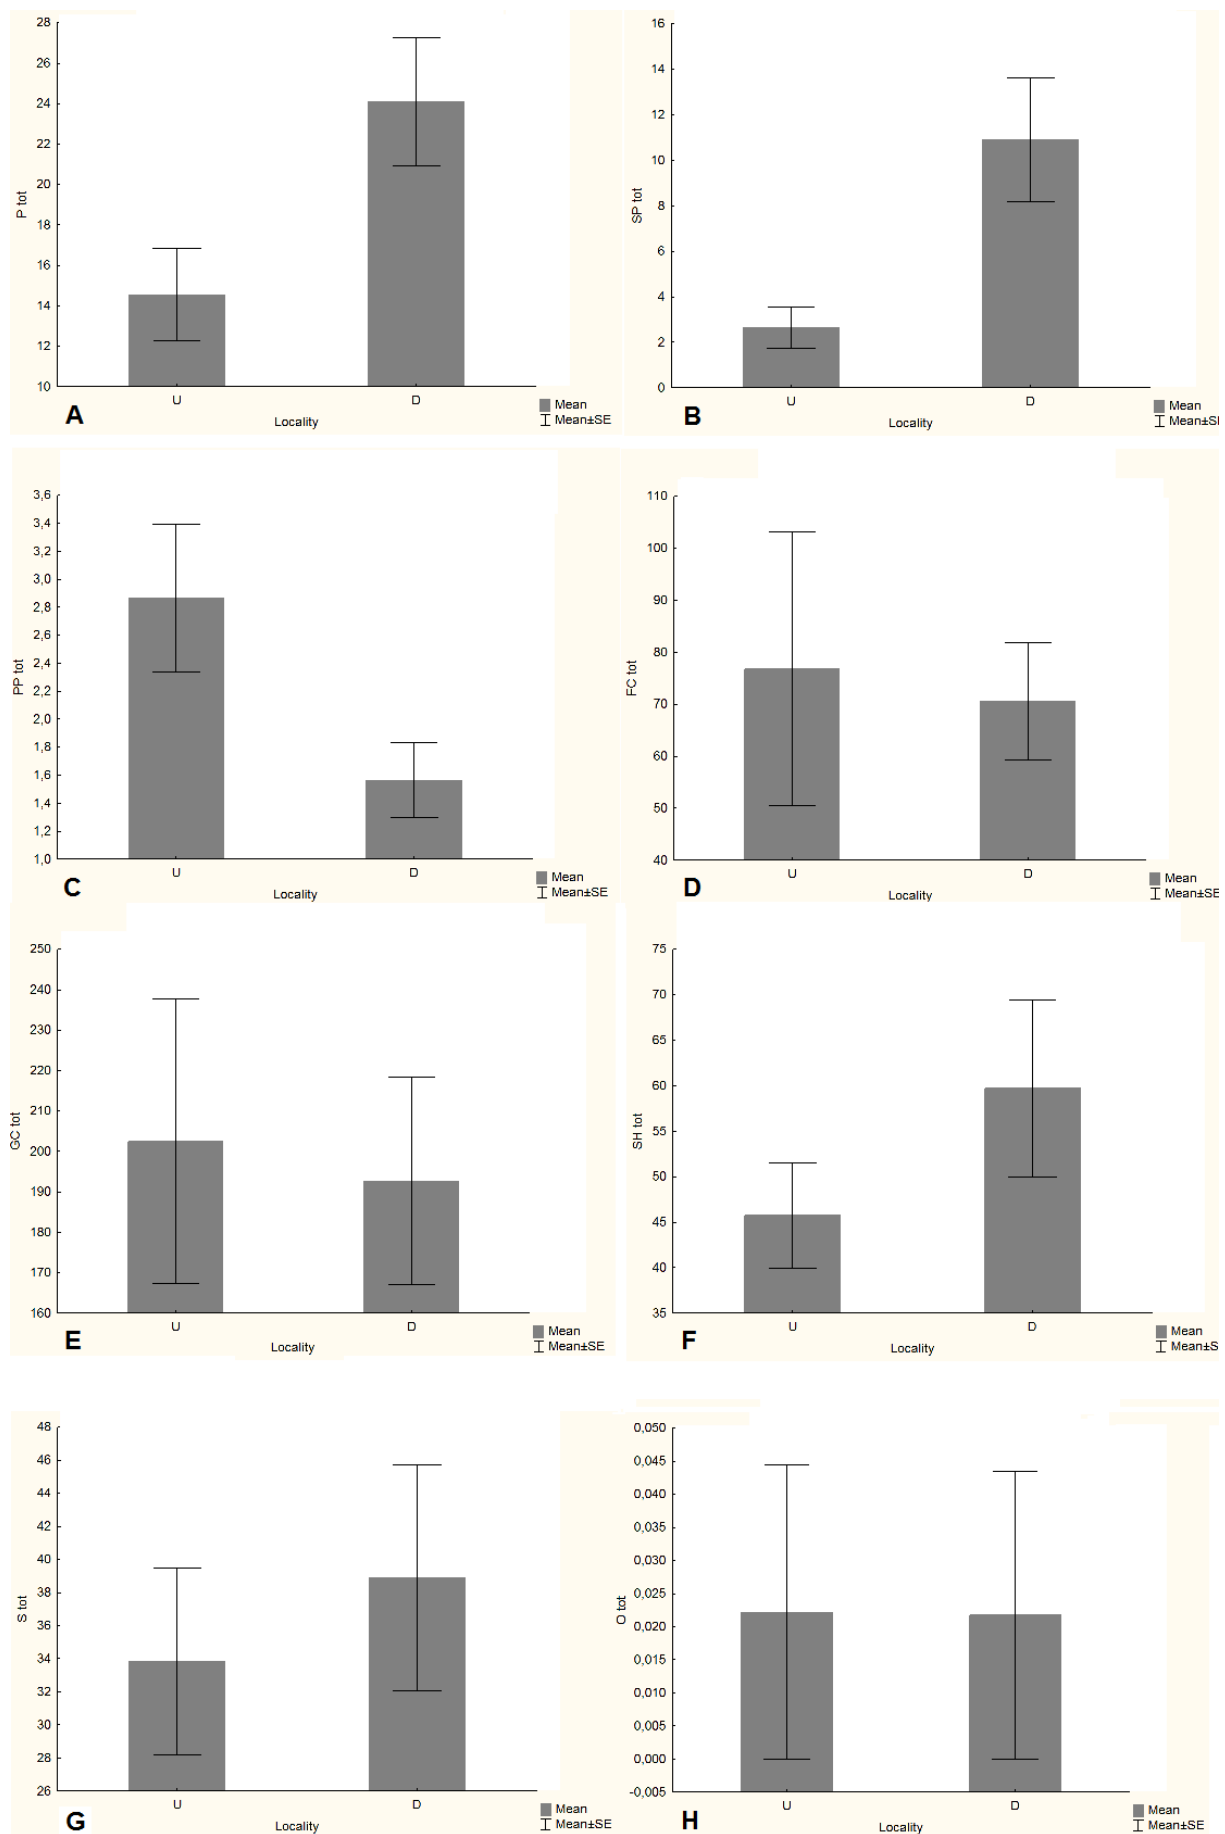 28
26
24
22
20
18
16
14
12
10
P tot
U
D
Locality
A
Mean
Mean±SE
16
14
12
10
8
6
4
2
0
SP tot
U
D
Locality
B
Mean
Mean±SE
3,6
3,4
3,2
3,0
2,8
2,6
2,4
2,2
2,0
1,8
1,6
1,4
1,2
1,0
PP tot
U
D
Locality
C
Mean
Mean±SE
110
100
90
80
70
60
50
40
FC tot
U
D
Locality
D
Mean
Mean±SE
250
240
230
220
210
200
190
180
170
160
GC tot
U
D
Locality
E
Mean
Mean±SE
75
70
65
60
55
50
45
40
35
SH tot
U
D
Locality
F
Mean
Mean±S
48
46
44
42
40
38
36
34
32
30
28
26
S tot
U
D
Locality
G
Mean
Mean±SE
0,050
0,045
0,040
0,035
0,030
0,025
0,020
0,015
0,010
0,005
0,000
-0,005
O tot
U
D
Locality
H
Mean
Mean±SE